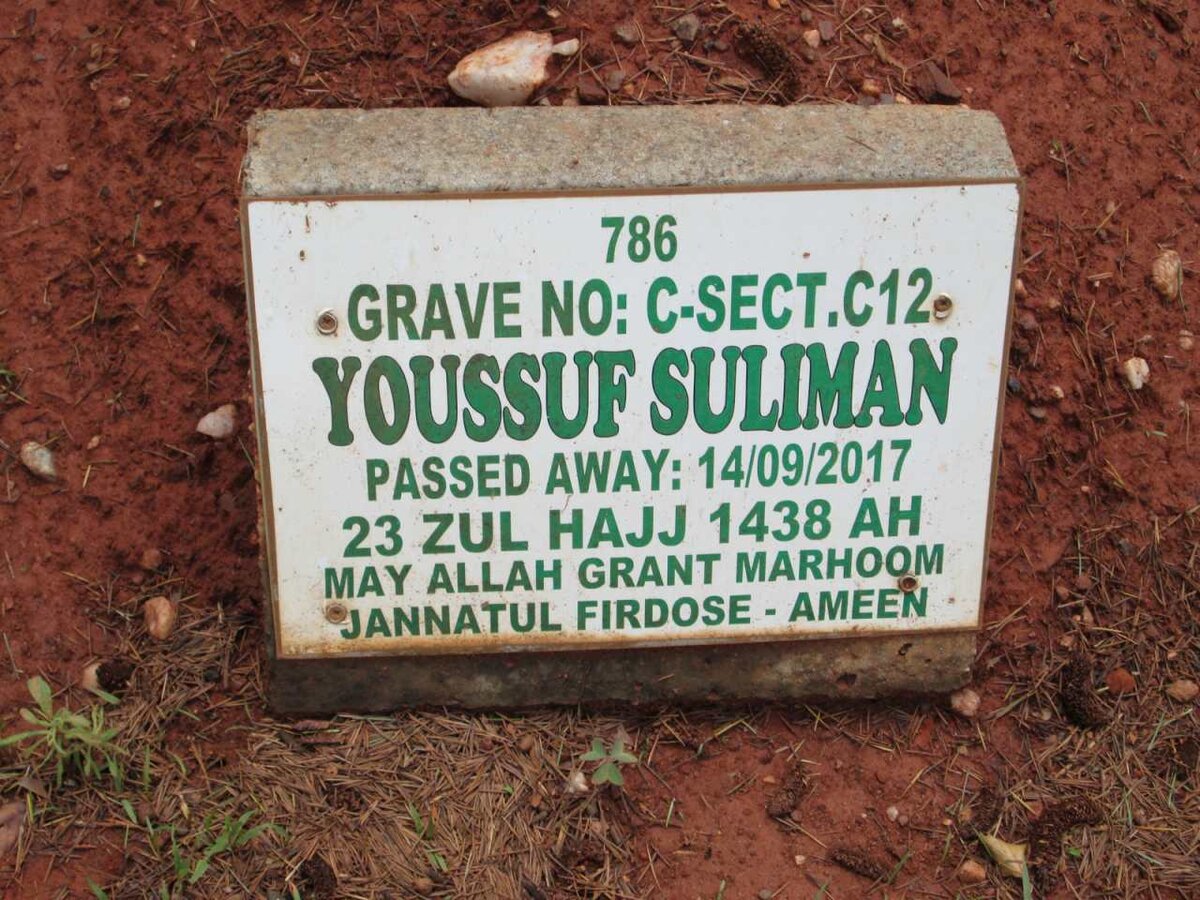 786
GRAVE NO: C-SECT.C12
YOUSSUF SULIMAN
PASSED AWAY: 14/09/2017
23 ZUL HAJJ 1438 AH
MAY ALLAH GRANT MARHOOM
JANNATUL FIRDOSE - AMEEN